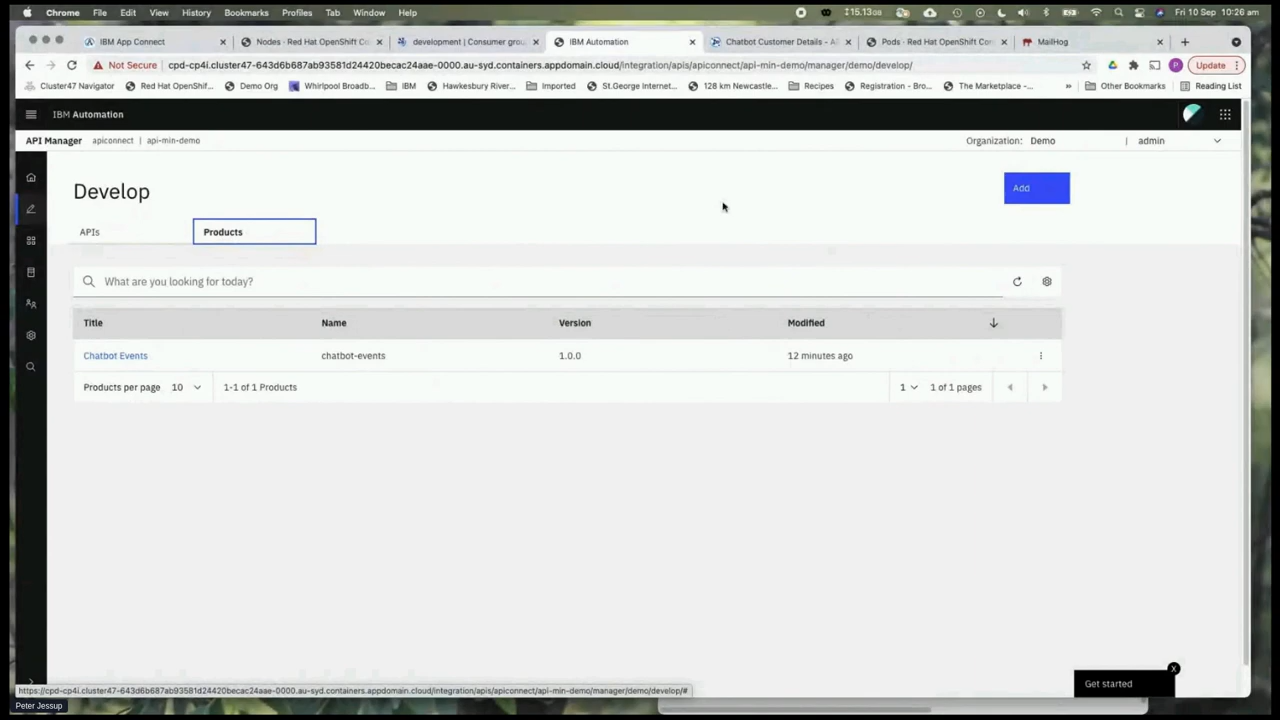 Chrome File Edit View History Bookmarks Profiles Tab Window Help 15.13GB Fri 10 Sep 10:26 am
IBM App Connect Nodes · Red Hat OpenShift Co development | Consumer grou IBM Automation Chatbot Customer Details - A Pods · Red Hat OpenShift Con MailHog
Not Secure cpd-cp4i.cluster47-643d6b687ab93581d24420becac24aae-0000.au-syd.containers.appdomain.cloud/integration/apis/apiconnect/api-min-demo/manager/demo/develop/ Update
Cluster47 Navigator Red Hat OpenShif... Demo Org Whirlpool Broadb... IBM Hawkesbury River... Imported St.George Internet... 128 km Newcastle... Recipes Registration - Bro... The Marketplace -... » Other Bookmarks Reading List
IBM Automation
API Manager apiconnect | api-min-demo Organization: Demo | admin
Develop
Add
APIs Products
What are you looking for today?
Title Name Version Modified
Chatbot Events chatbot-events 1.0.0 12 minutes ago
Products per page 10 1-1 of 1 Products 1 1 of 1 pages
X
Get started
https://cpd-cp4i.cluster47-643d6b687ab93581d24420becac24aae-0000.au-syd.containers.appdomain.cloud/integration/apis/apiconnect/api-min-demo/manager/demo/develop/#
Peter Jessup